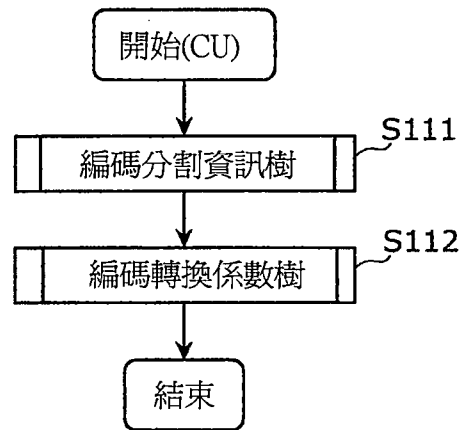 開始(CU)
編碼分割資訊樹
S111
編碼轉換係數樹
S112
結束